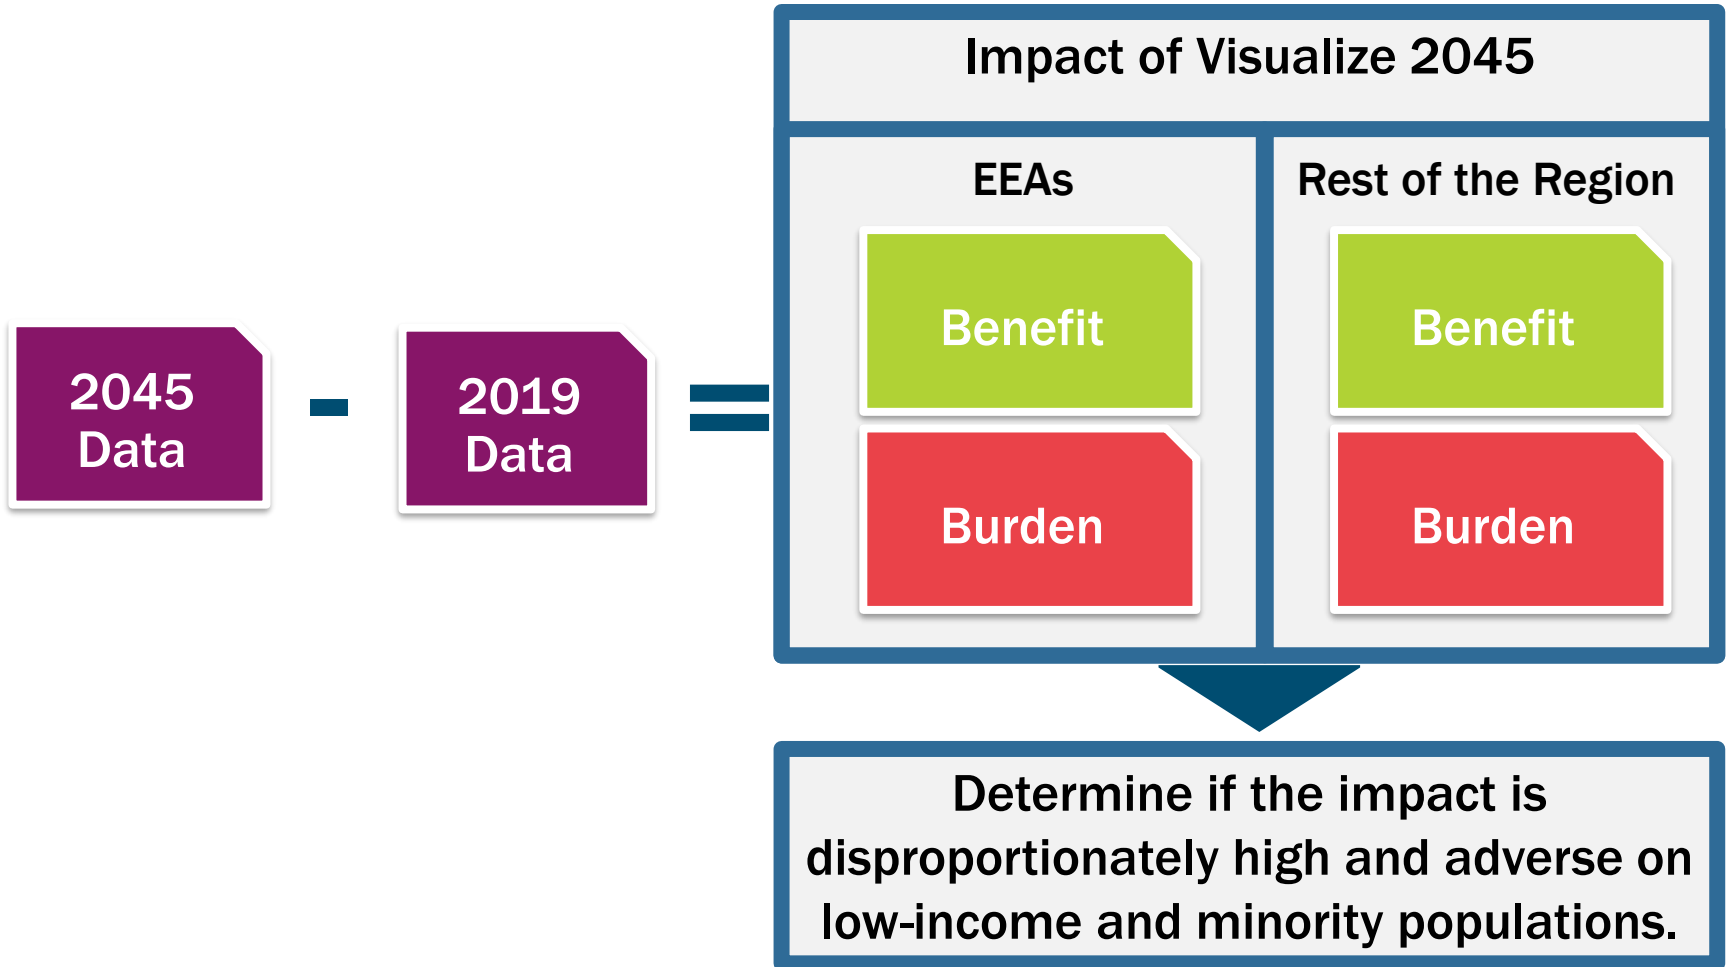 Impact of Visualize 2045
EEAs
Rest of the Region
Benefit
Benefit
2045
Data
-
2019
Data
=
Burden
Burden
Determine if the impact is
disproportionately high and adverse on
low-income and minority populations.